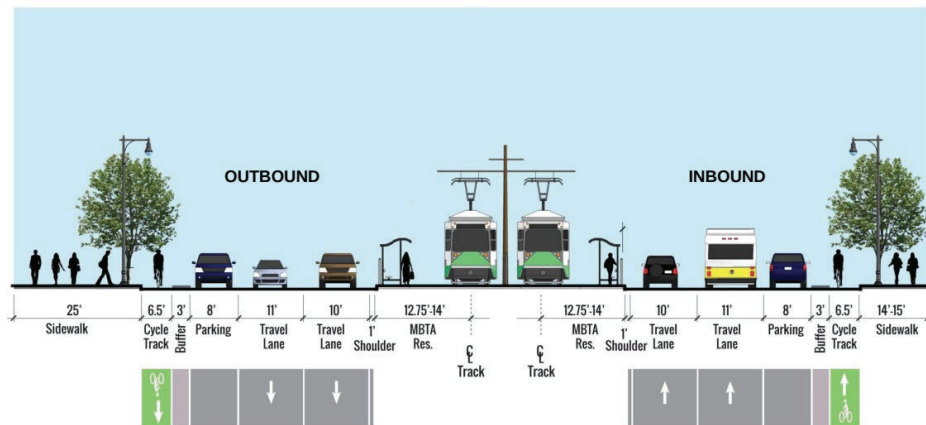 OUTBOUND
INBOUND
25' 6.5' 3' 8' 11' 10' 1' 12.75'-14' 12.75'-14' 1' 10' 11' 8' 3' 6.5' 14'-15'
Sidewalk
Cycle
Track
Buffer
Parking
Travel
Lane
Travel
Lane
Shoulder
MBTA
Res.
℄
Track
℄
Track
MBTA
Res.
Shoulder
Travel
Lane
Travel
Lane
Parking
Buffer
Cycle
Track
Sidewalk